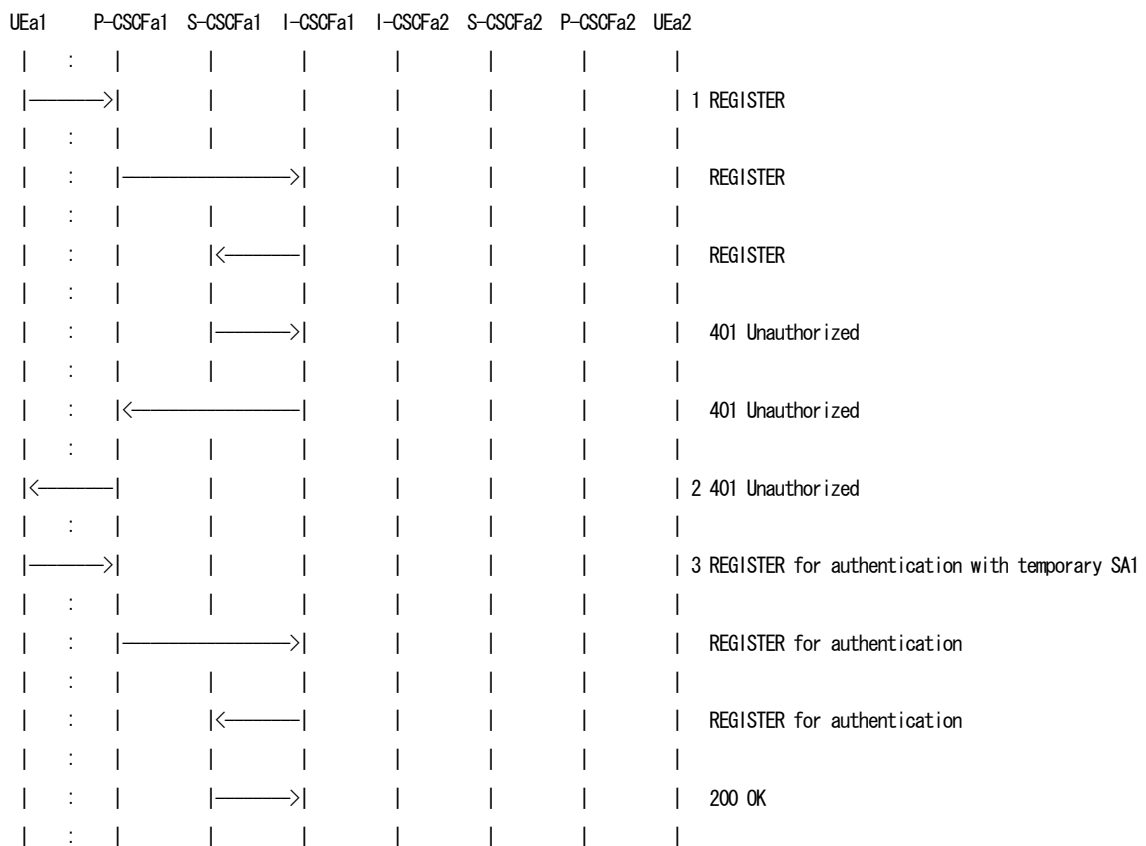 UEa1 P-CSCFa1 S-CSCFa1 I-CSCFa1 I-CSCFa2 S-CSCFa2 P-CSCFa2 UEa2
1 REGISTER
REGISTER
REGISTER
401 Unauthorized
401 Unauthorized
2 401 Unauthorized
3 REGISTER for authentication with temporary SA1
REGISTER for authentication
REGISTER for authentication
200 OK